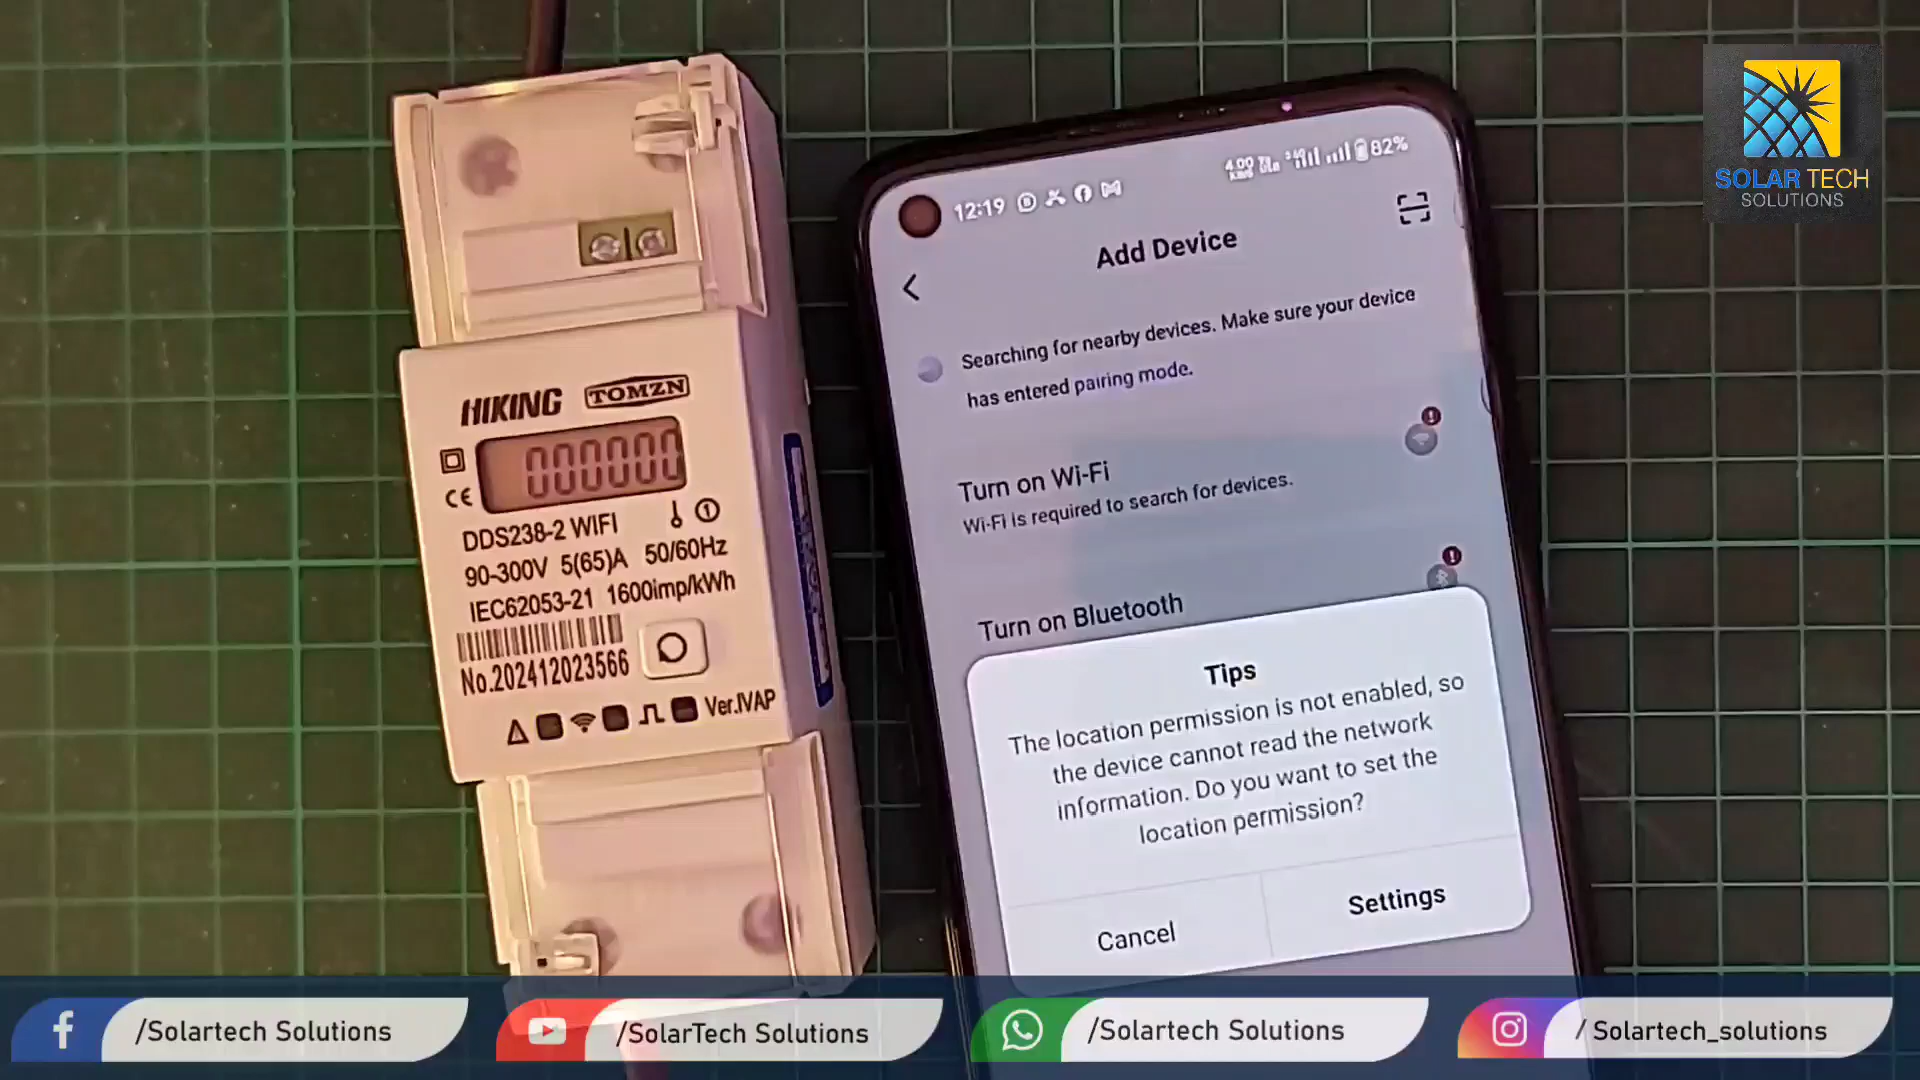 SOLAR TECH
SOLUTIONS
HIKING TOMZN
000000
CE
DDS238-2 WIFI
90-300V 5(65)A 50/60Hz
IEC62053-21 1600imp/kWh
No.202412023566
Ver.IVAP
12:19
4.00
82%
Add Device
Searching for nearby devices. Make sure your device
has entered pairing mode.
Turn on Wi-Fi
Wi-Fi is required to search for devices.
Turn on Bluetooth
Tips
The location permission is not enabled, so
the device cannot read the network
information. Do you want to set the
location permission?
Cancel
Settings
/Solartech Solutions
/SolarTech Solutions
/Solartech Solutions
/ Solartech_solutions